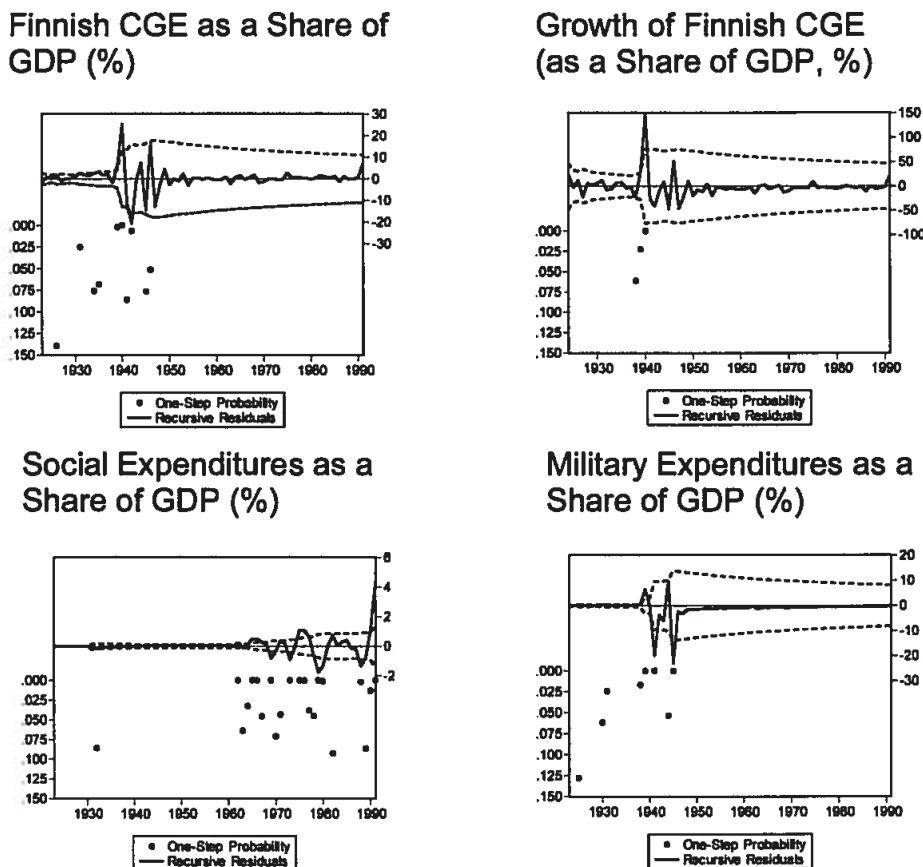 Finnish CGE as a Share of
GDP (%)
30
20
10
0
-10
-20
-30
.000
.025
.050
.075
.100
.125
.150
1930 1940 1950 1960 1970 1980 1990
One-Step Probability
Recursive Residuals
Growth of Finnish CGE
(as a Share of GDP, %)
150
100
50
0
-50
-100
.000
.025
.050
.075
.100
.125
.150
1930 1940 1950 1960 1970 1980 1990
One-Step Probability
Recursive Residuals
Social Expenditures as a
Share of GDP (%)
6
4
2
0
-2
.000
.025
.050
.075
.100
.125
.150
1930 1940 1950 1960 1970 1980 1990
One-Step Probability
Recursive Residuals
Military Expenditures as a
Share of GDP (%)
20
10
0
-10
-20
-30
.000
.025
.050
.075
.100
.125
.150
1930 1940 1950 1960 1970 1980 1990
One-Step Probability
Recursive Residuals